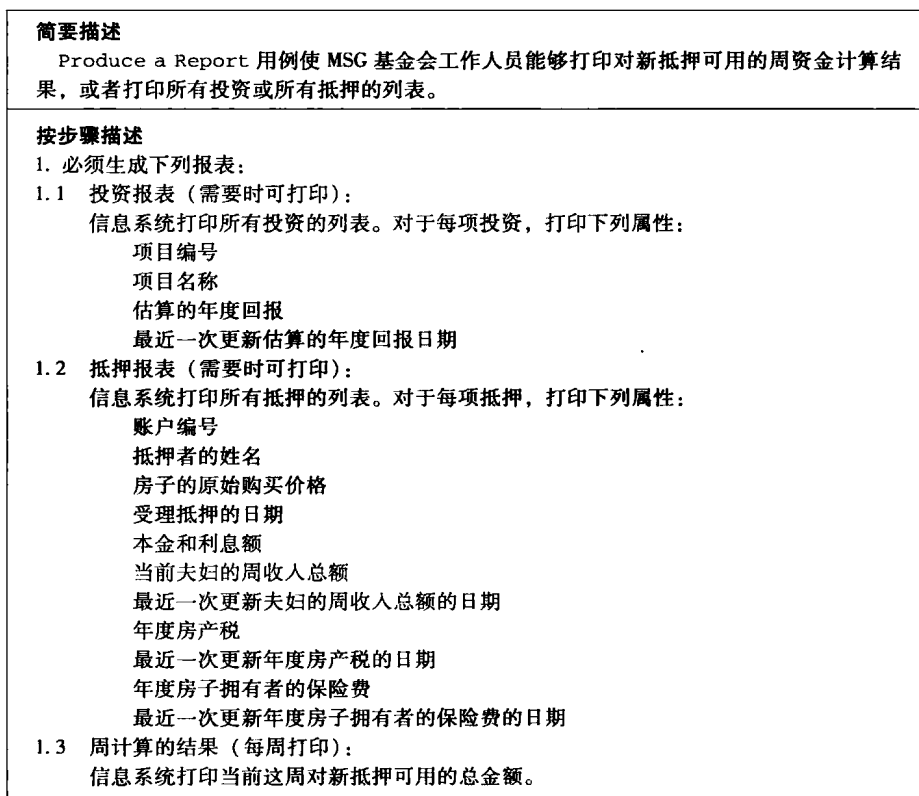 简要描述
Produce a Report 用例使 MSG 基金会工作人员能够打印对新抵押可用的周资金计算结
果，或者打印所有投资或所有抵押的列表。
按步骤描述
1. 必须生成下列报表：
1.1 投资报表（需要时可打印）：
信息系统打印所有投资的列表。对于每项投资，打印下列属性：
项目编号
项目名称
估算的年度回报
最近一次更新估算的年度回报日期
1.2 抵押报表（需要时可打印）：
信息系统打印所有抵押的列表。对于每项抵押，打印下列属性：
账户编号
抵押者的姓名
房子的原始购买价格
受理抵押的日期
本金和利息额
当前夫妇的周收人总额
最近一次更新夫妇的周收人总额的日期
年度房产税
最近一次更新年度房产税的日期
年度房子拥有者的保险费
最近一次更新年度房子拥有者的保险费的日期
1.3 周计算的结果（每周打印）：
信息系统打印当前这周对新抵押可用的总金额。